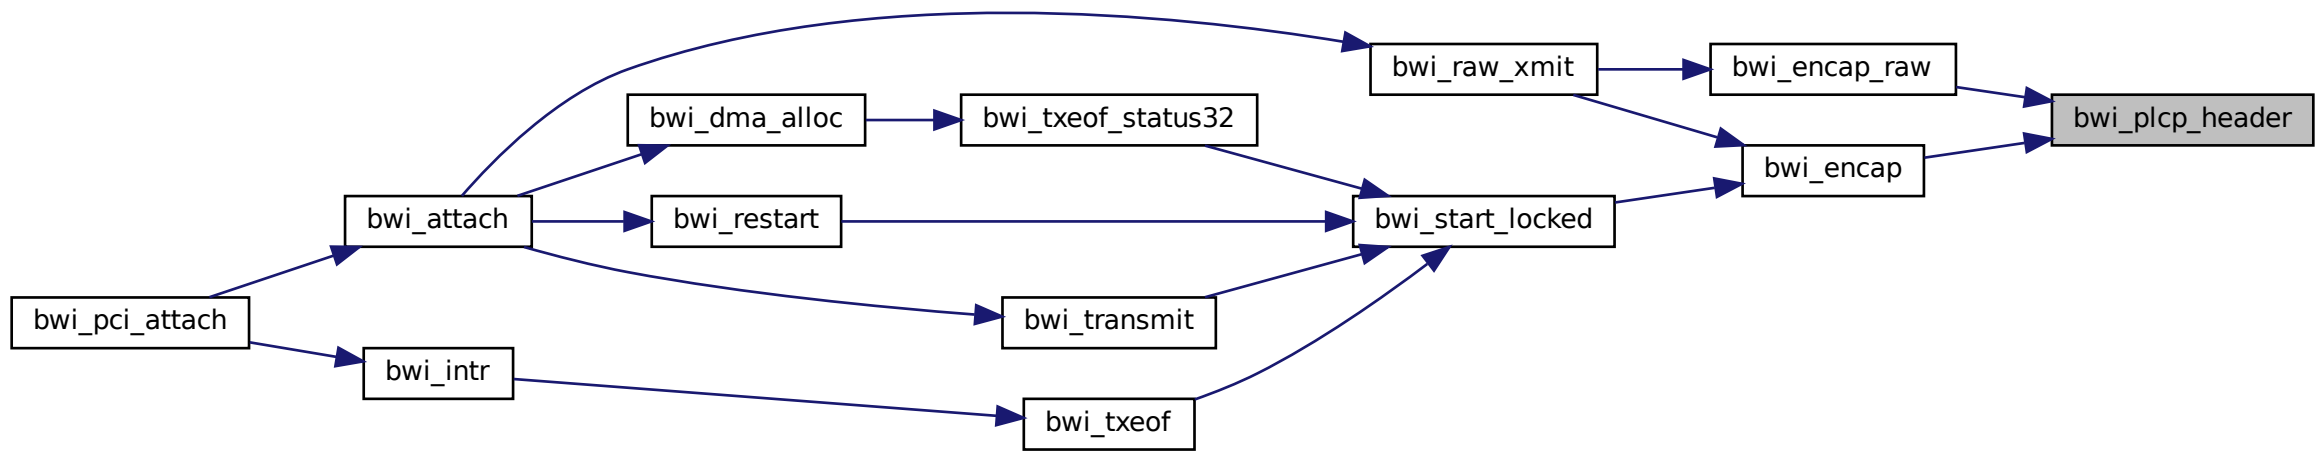 bwi_raw_xmit
bwi_encap_raw
bwi_dma_alloc
bwi_txeof_status32
bwi_plcp_header
bwi_encap
bwi_attach
bwi_restart
bwi_start_locked
bwi_pci_attach
bwi_transmit
bwi_intr
bwi_txeof